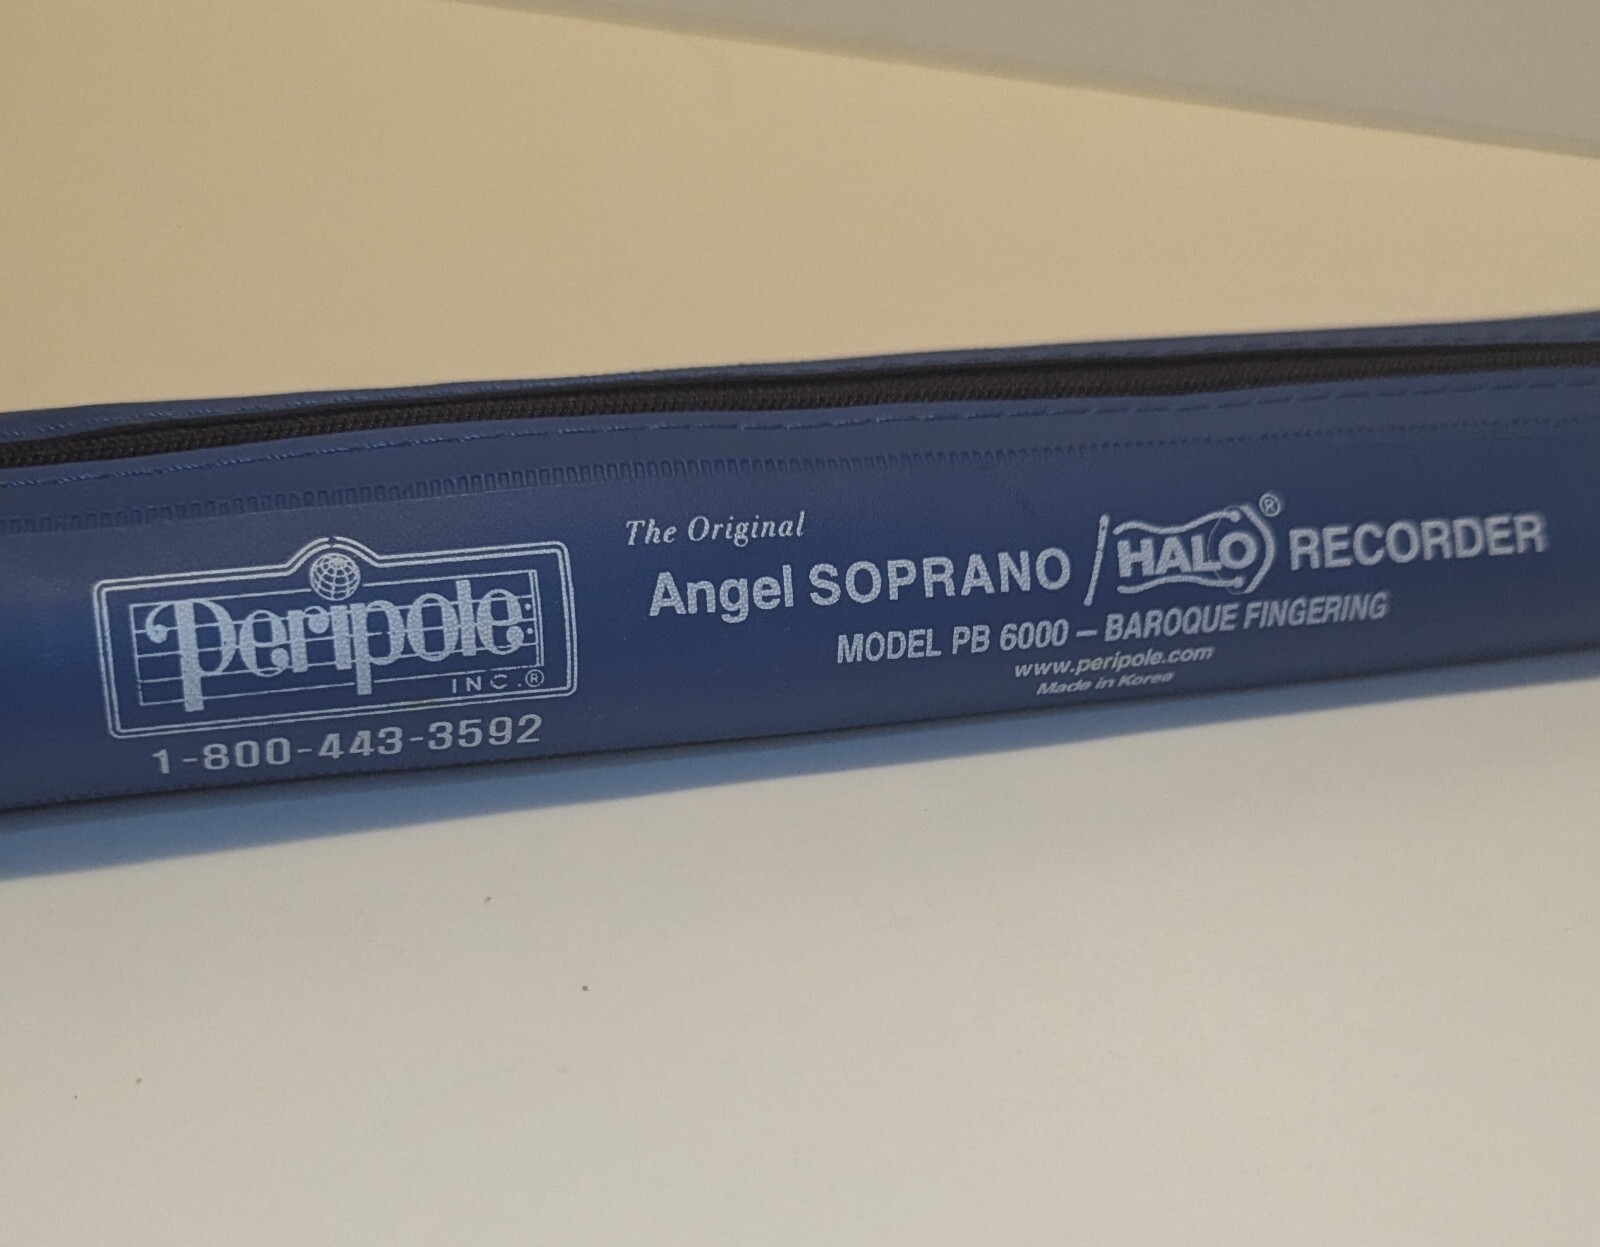 Peripole
INC.®
1-800-443-3592
The Original
Angel SOPRANO / HALO® RECORDER
MODEL PB 6000 – BAROQUE FINGERING
www.peripole.com
Made in Korea